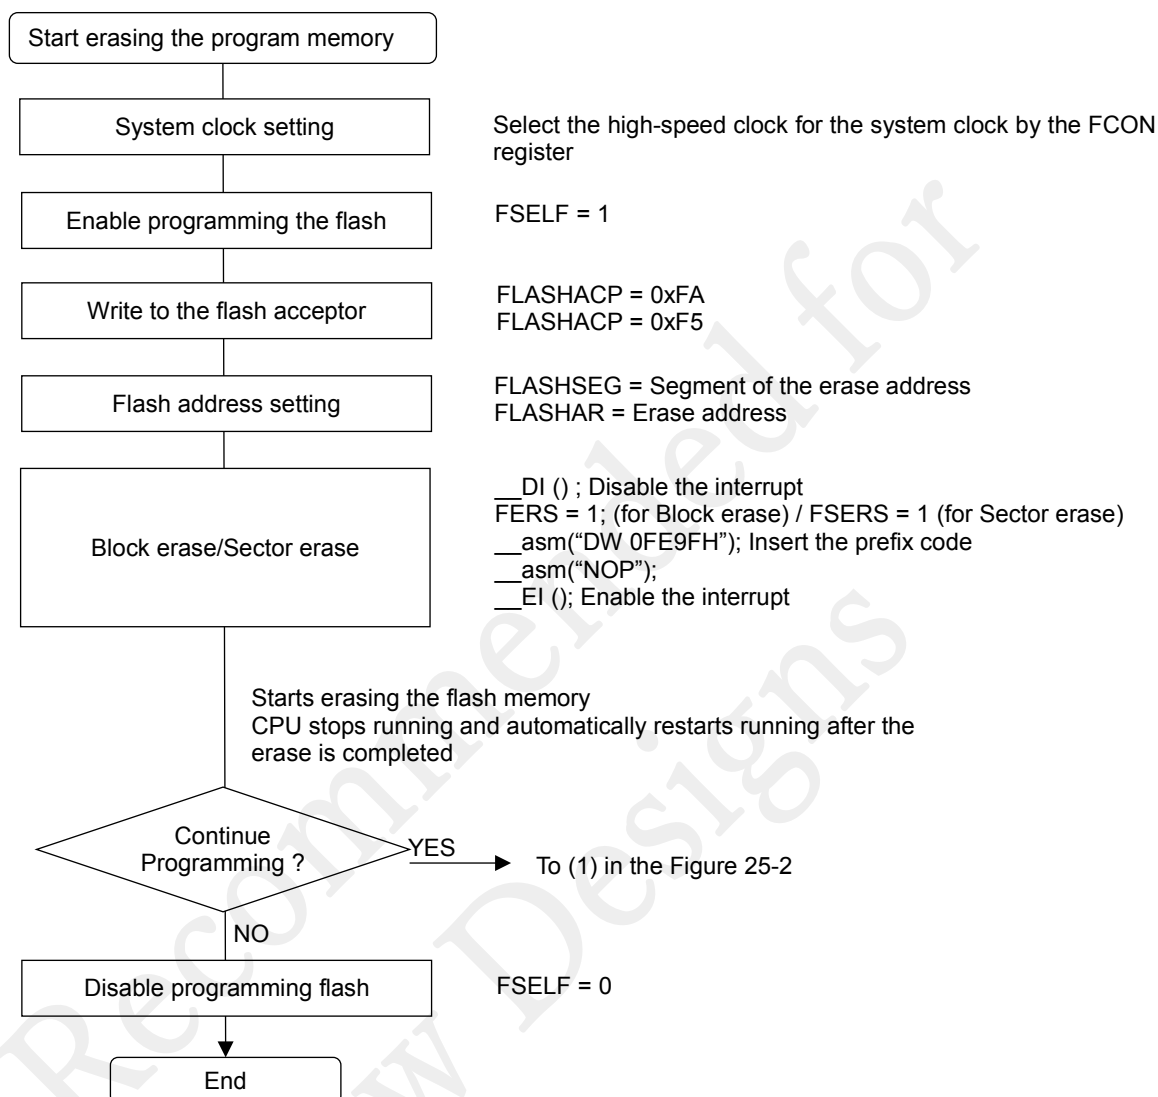 Start erasing the program memory
System clock setting
Select the high-speed clock for the system clock by the FCON
register
Enable programming the flash
FSELF = 1
Write to the flash acceptor
FLASHACP = 0xFA
FLASHACP = 0xF5
Flash address setting
FLASHSEG = Segment of the erase address
FLASHAR = Erase address
Block erase/Sector erase
__DI () ; Disable the interrupt
FERS = 1; (for Block erase) / FSERS = 1 (for Sector erase)
__asm(“DW 0FE9FH”); Insert the prefix code
__asm(“NOP”);
__EI (); Enable the interrupt
Starts erasing the flash memory
CPU stops running and automatically restarts running after the
erase is completed
Continue
Programming ?
YES
To (1) in the Figure 25-2
NO
Disable programming flash
FSELF = 0
End
Recommended for
w Designs